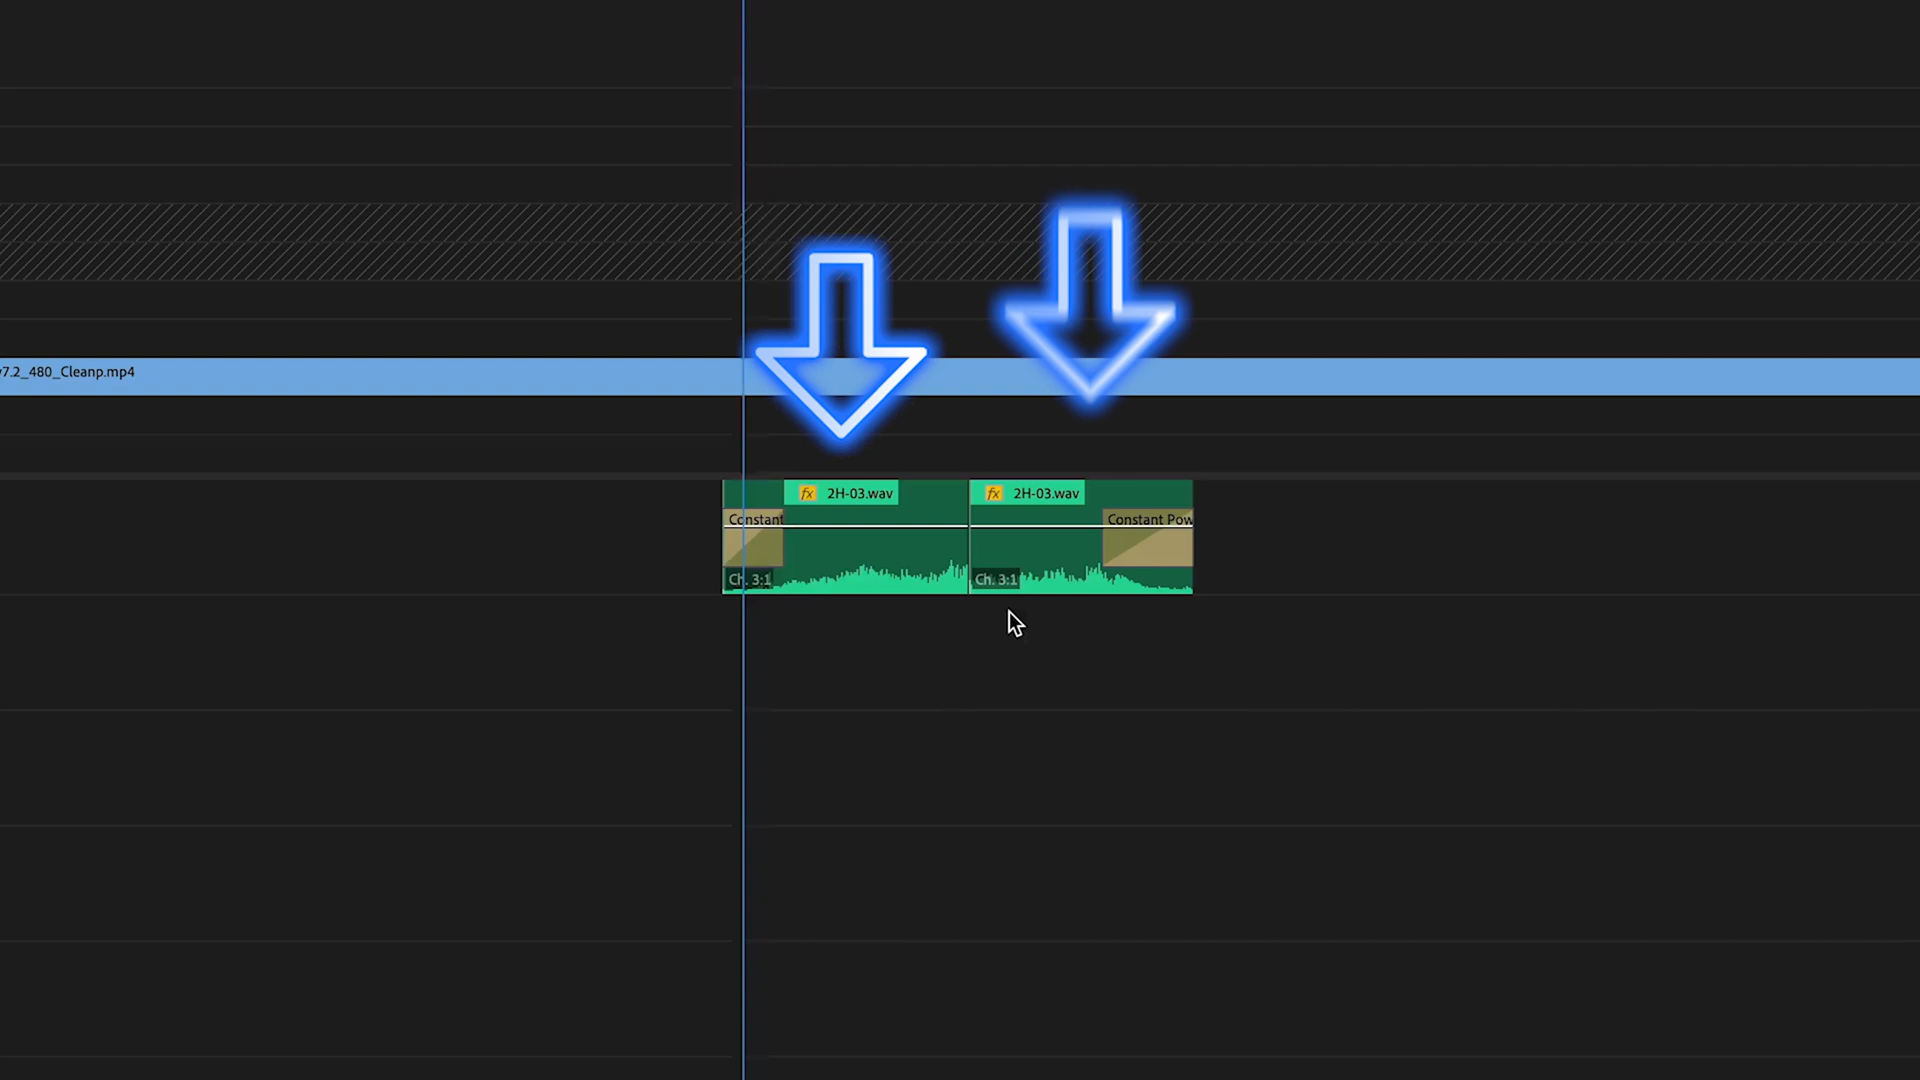 v7.2_480_Cleanp.mp4
fx 2H-03.wav
fx 2H-03.wav
Constant
Constant Pow
Ch. 3:1
Ch. 3:1